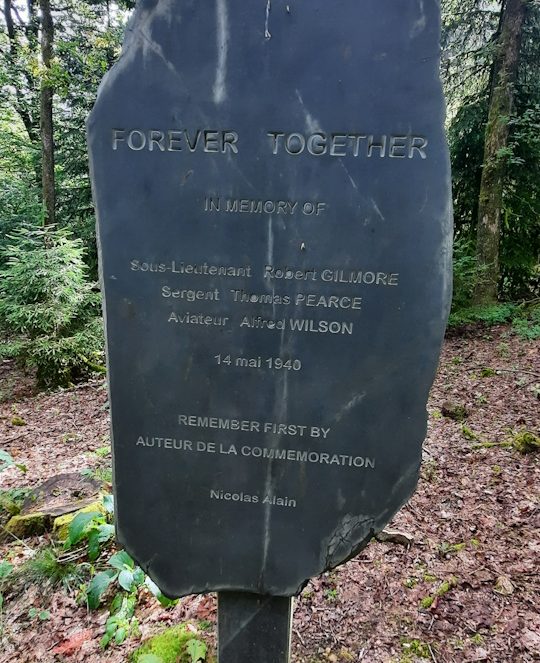 FOREVER TOGETHER
IN MEMORY OF
Sous-Lieutenant Robert GILMORE
Sergent Thomas PEARCE
Aviateur Alfred WILSON
14 mai 1940
REMEMBER FIRST BY
AUTEUR DE LA COMMEMORATION
Nicolas Alain